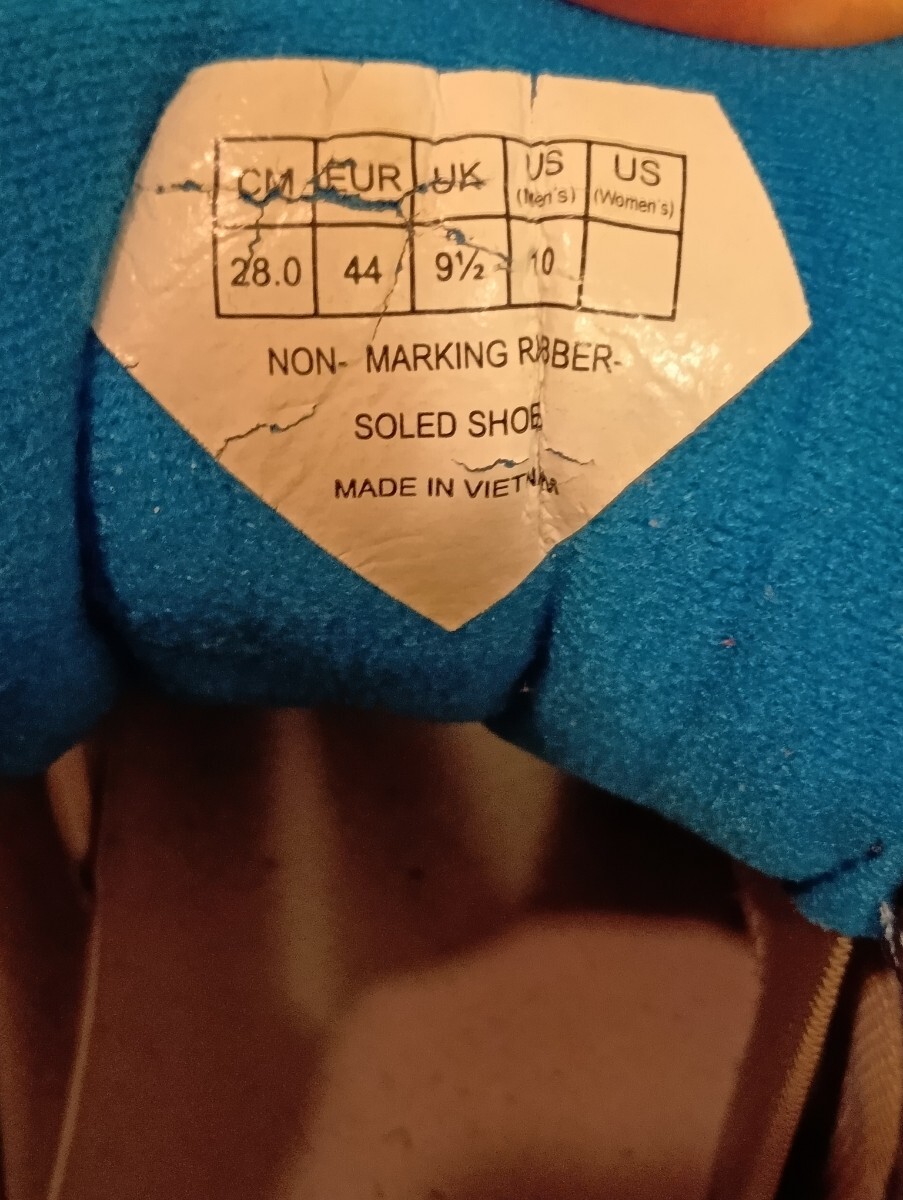 CM EUR UK US (Men's) US (Women's)
28.0 44 9½ 10
NON- MARKING RUBBER-
SOLED SHOE
MADE IN VIETNAM